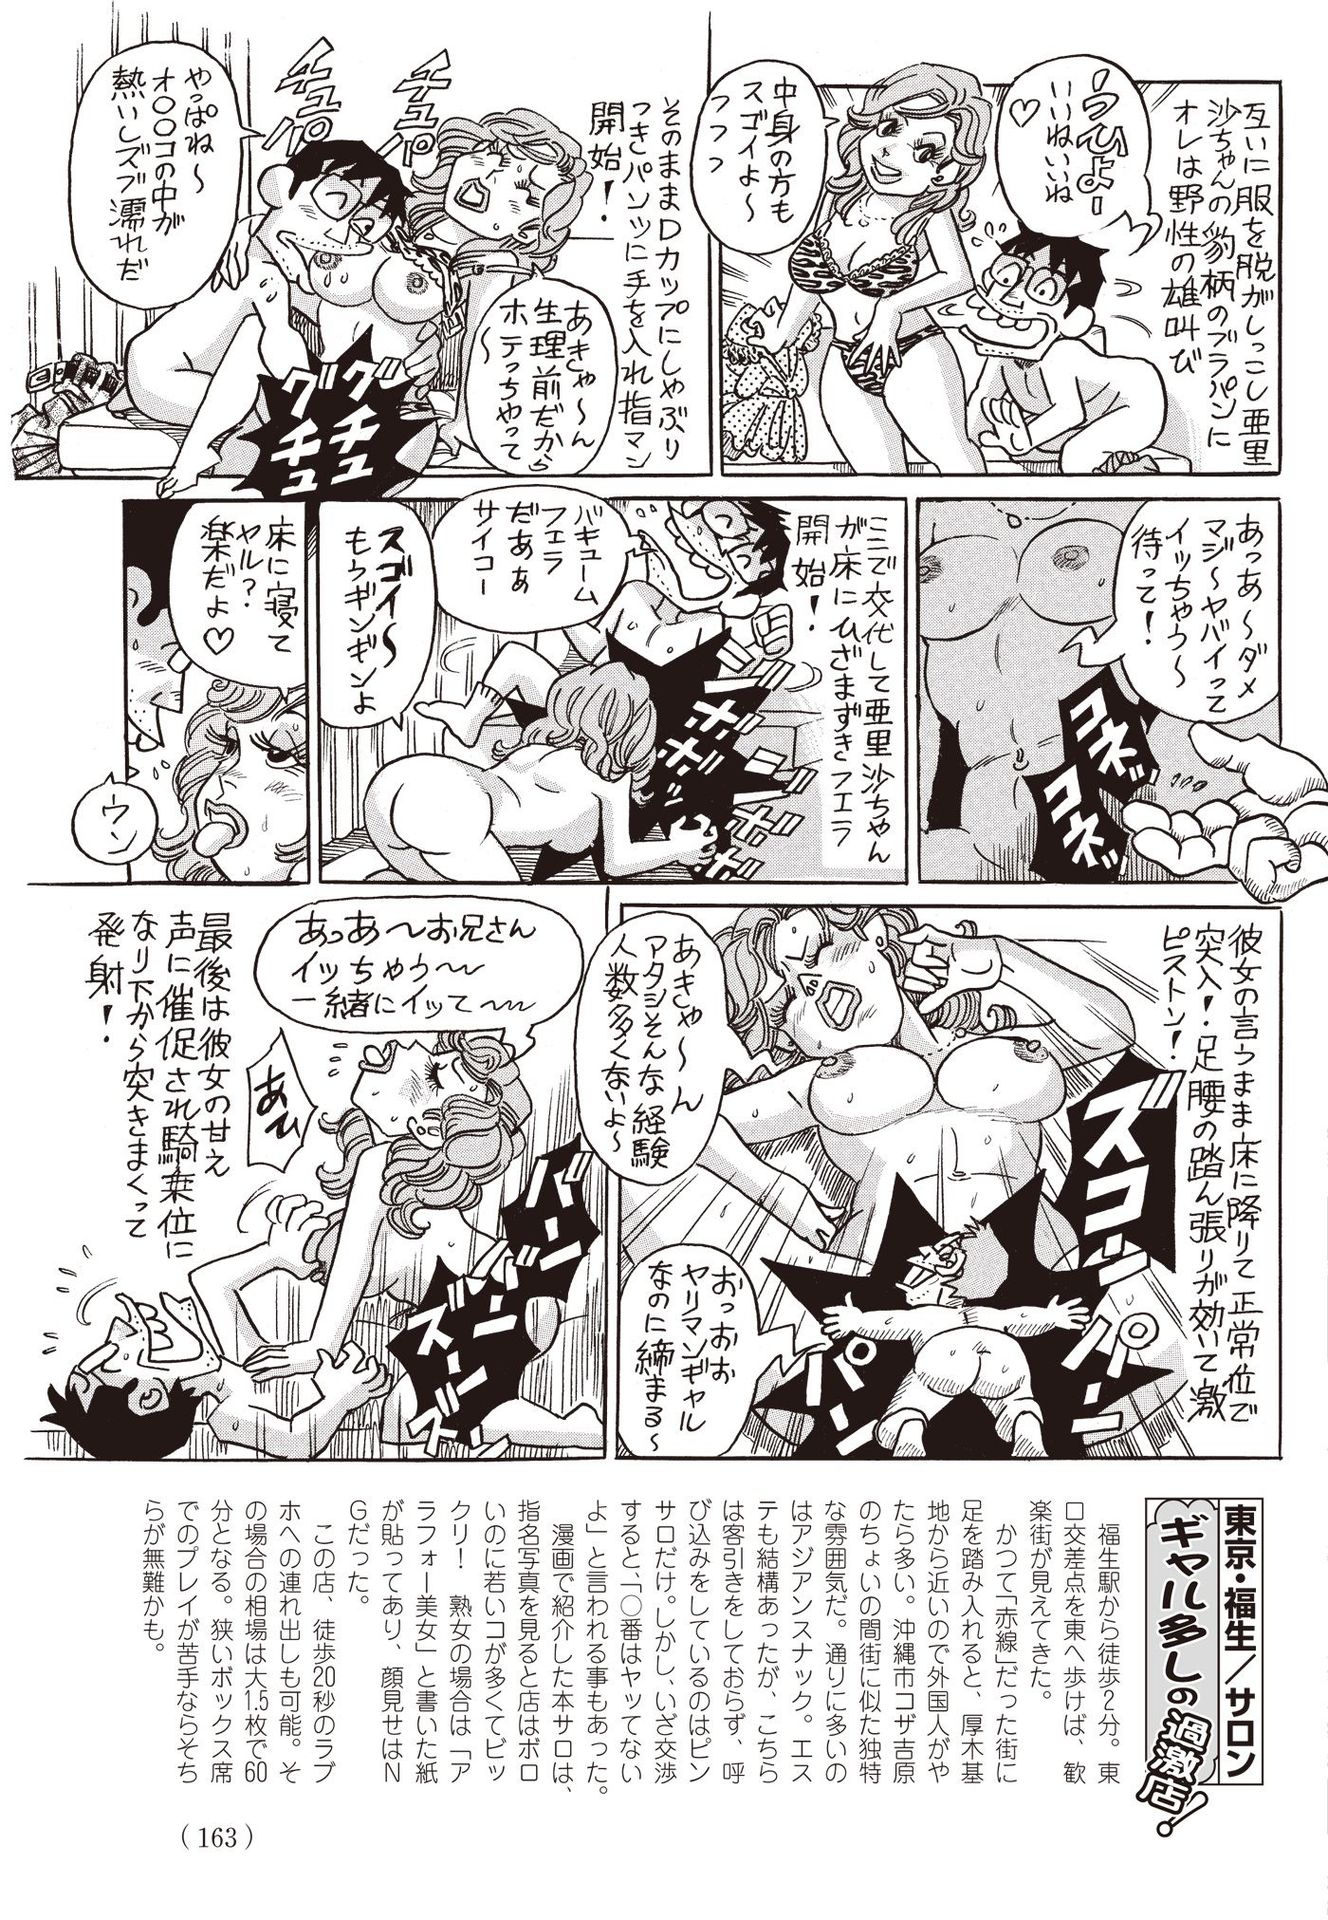 互いに服を脱がしっこし亜里
沙ちゃんの豹柄のブラパンに
オレは野性の雄叫び
うっひょー
いいねいいね
♡
中身の方も
スゴイよ〜
フフフ
そのままDカップにしゃぶり
つきパンツに手を入れ指マン
開始!
チュパ
チュパ
あきゃ〜ん
生理前だから
ホテっちゃって
〜
やっぱね〜
オ〇〇コの中が
熱いしズブ濡れだ
グチュ
グチュ
あっあ〜ダメ
マジ〜ヤバイって
イッちゃう〜
待って!
コネ
コネ
ここで交代して亜里沙ちゃん
が床にひざまずきフェラ
開始!
バキューム
フェラ
だぁぁ
サイコー
スゴイ〜
もうギンギンよ
床に寝て
ヤル?
楽だよ♡
ウン
彼女の言うまま床に降りて正常位で
突入!足腰の踏ん張りが効いて激
ピストン!
あきゃ〜ん
アタシそんな経験
人数多くないよ〜
ズコーン
パーン
パン
おっおお
ヤリマンギャル
なのに締まる〜
あっあ〜お兄さん
イッちゃう〜
一緒にイッて〜
最後は彼女の甘え
声に催促され騎乗位に
なり下から突きまくって
発射!
あひ
東京・福生/サロン
ギャル多しの過激店!
福生駅から徒歩2分。東
口交差点を東へ歩けば、歓
楽街が見えてきた。
かつて「赤線」だった街に
足を踏み入れると、厚木基
地から近いので外国人がや
たら多い。沖縄市コザ吉原
のちょいの間街に似た独特
な雰囲気だ。通りに多いの
はアジアンスナック。エス
テも結構あったが、こちら
は客引きをしておらず、呼
び込みをしているのはピン
サロだけ。しかし、いざ交渉
すると、「〇番はヤッてない
よ」と言われる事もあった。
漫画で紹介した本サロは、
指名写真を見ると店はボロ
いのに若いコが多くてビッ
クリ! 熟女の場合は「ア
ラフォー美女」と書いた紙
が貼ってあり、顔見せはN
Gだった。
この店、徒歩20秒のラブ
ホへの連れ出しも可能。そ
の場合の相場は大1.5枚で60
分となる。狭いボックス席
でのプレイが苦手ならそち
らが無難かも。
(163)